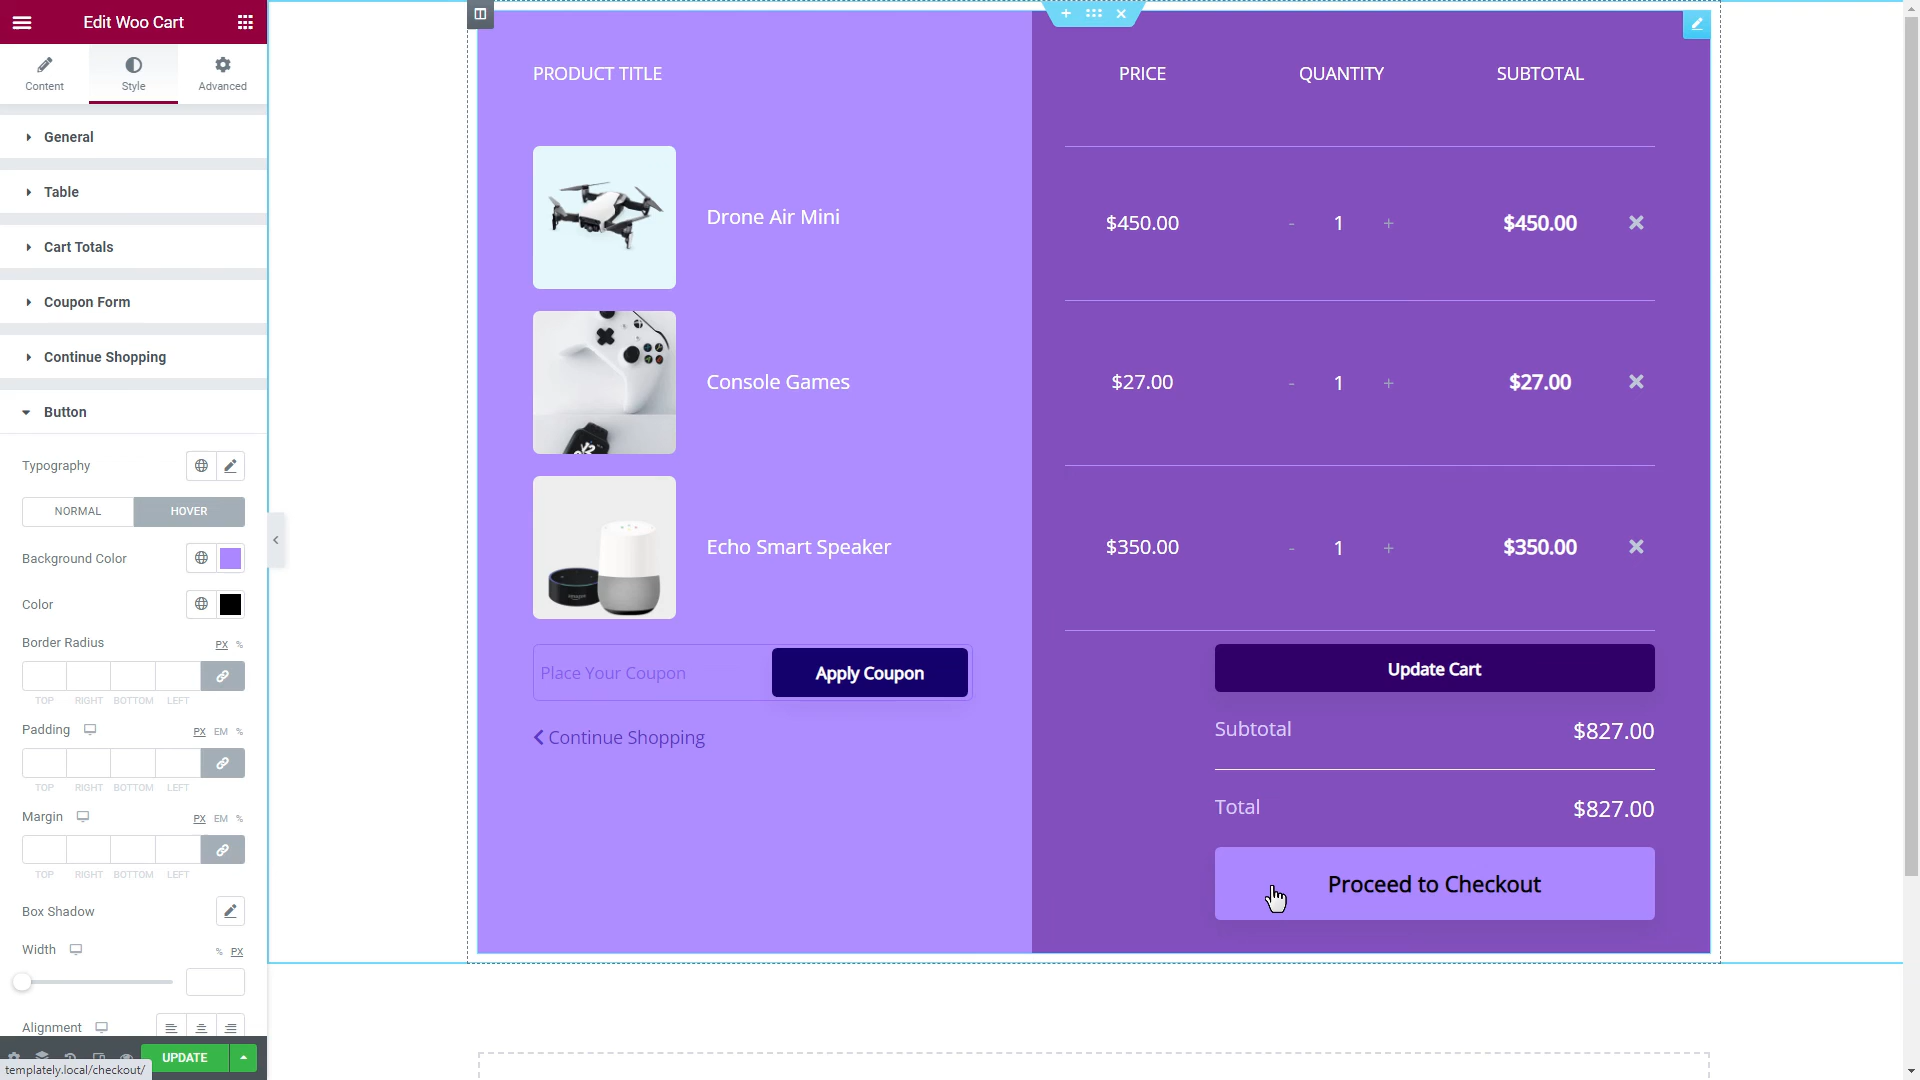 Edit Woo Cart
Content
Style
Advanced
General
Table
Cart Totals
Coupon Form
Continue Shopping
Button
Typography
NORMAL
HOVER
Background Color
Color
Border Radius
PX %
TOP RIGHT BOTTOM LEFT
Padding
PX EM %
TOP RIGHT BOTTOM LEFT
Margin
PX EM %
TOP RIGHT BOTTOM LEFT
Box Shadow
Width
% PX
Alignment
UPDATE
templately.local/checkout/
PRODUCT TITLE
PRICE
QUANTITY
SUBTOTAL
Drone Air Mini
$450.00
- 1 +
$450.00
Console Games
$27.00
- 1 +
$27.00
Echo Smart Speaker
$350.00
- 1 +
$350.00
Place Your Coupon
Apply Coupon
Continue Shopping
Update Cart
Subtotal
$827.00
Total
$827.00
Proceed to Checkout